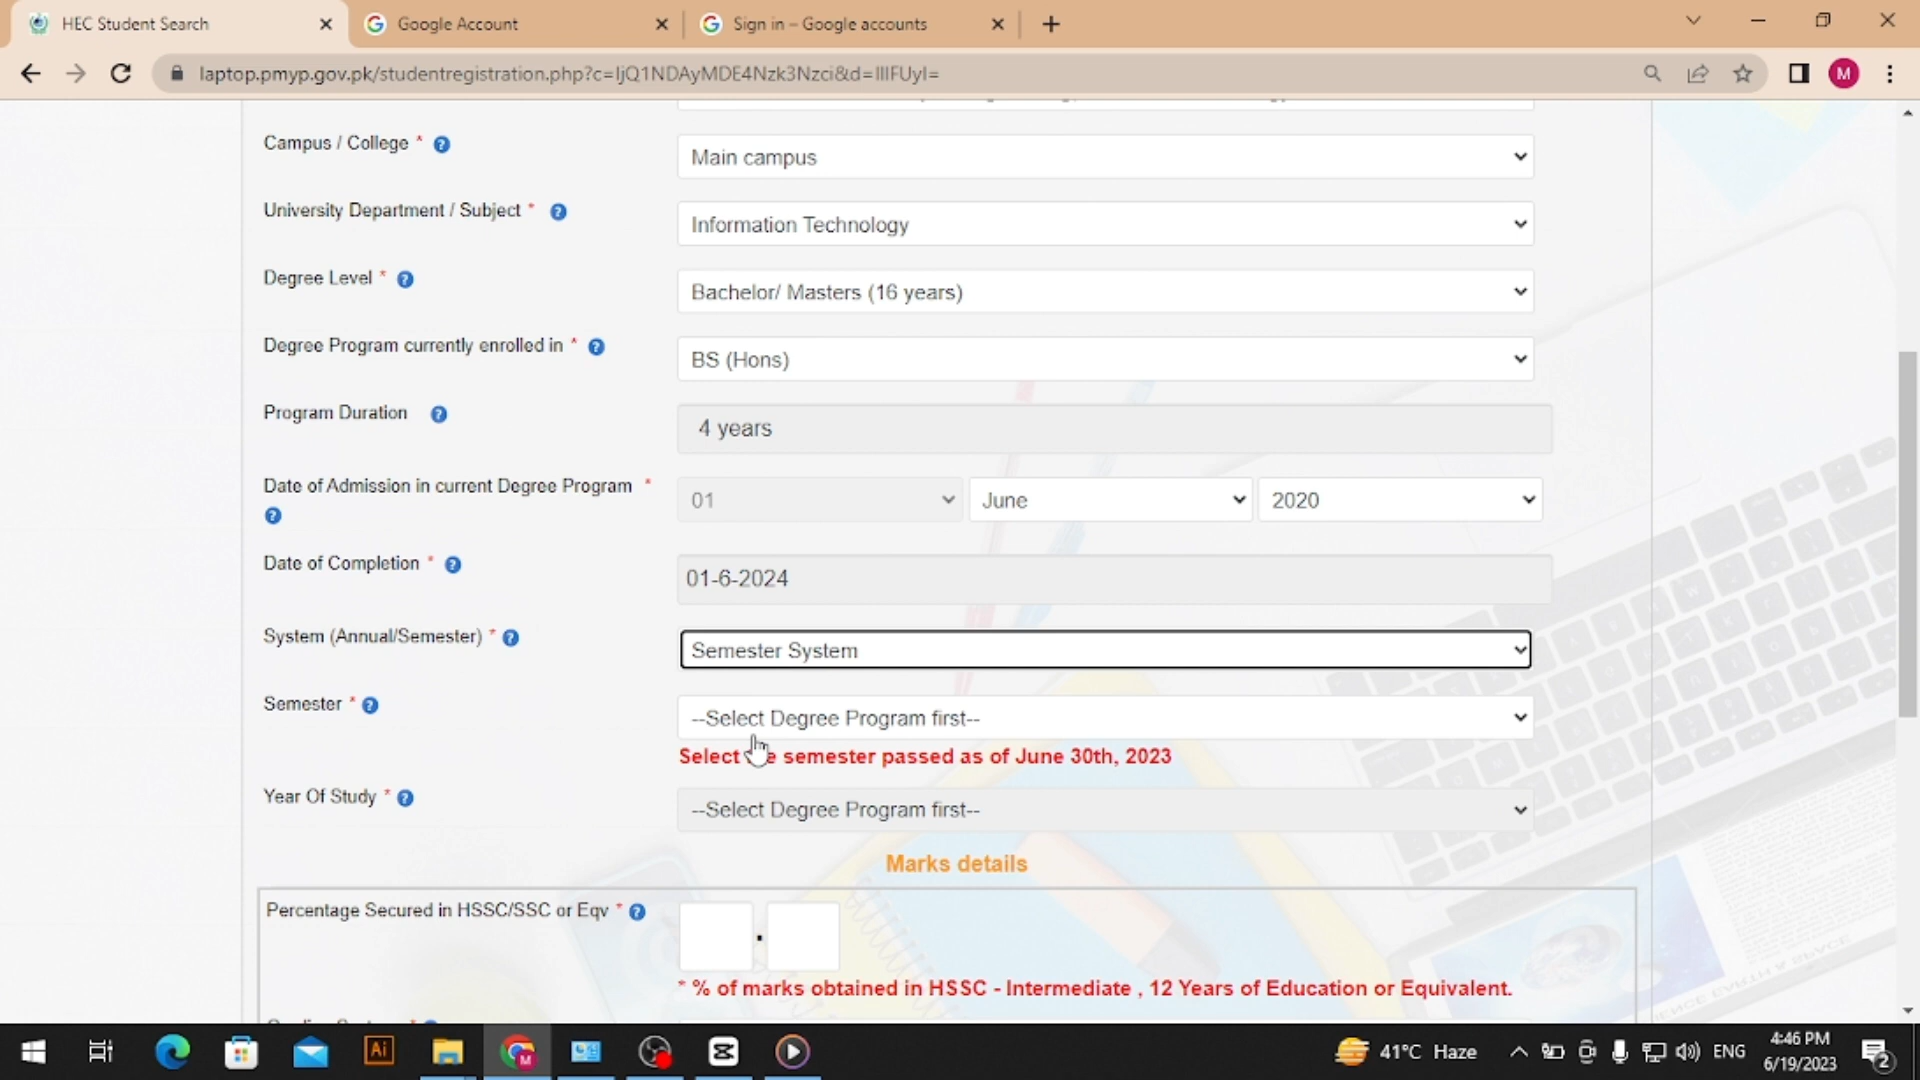 HEC Student Search
Google Account
Sign in – Google accounts
laptop.pmyp.gov.pk/studentregistration.php?c=IjQ1NDAyMDE4Nzk3Nzci&d=IllFUyI=
M
Campus / College *
Main campus
University Department / Subject *
Information Technology
Degree Level *
Bachelor/ Masters (16 years)
Degree Program currently enrolled in *
BS (Hons)
Program Duration
4 years
Date of Admission in current Degree Program *
01
June
2020
Date of Completion *
01-6-2024
System (Annual/Semester) *
Semester System
Semester *
--Select Degree Program first--
Select semester passed as of June 30th, 2023
Year Of Study *
--Select Degree Program first--
Marks details
Percentage Secured in HSSC/SSC or Eqv *
.
* % of marks obtained in HSSC - Intermediate , 12 Years of Education or Equivalent.
Ai
M
41°C Haze
ENG
4:46 PM
6/19/2023
2